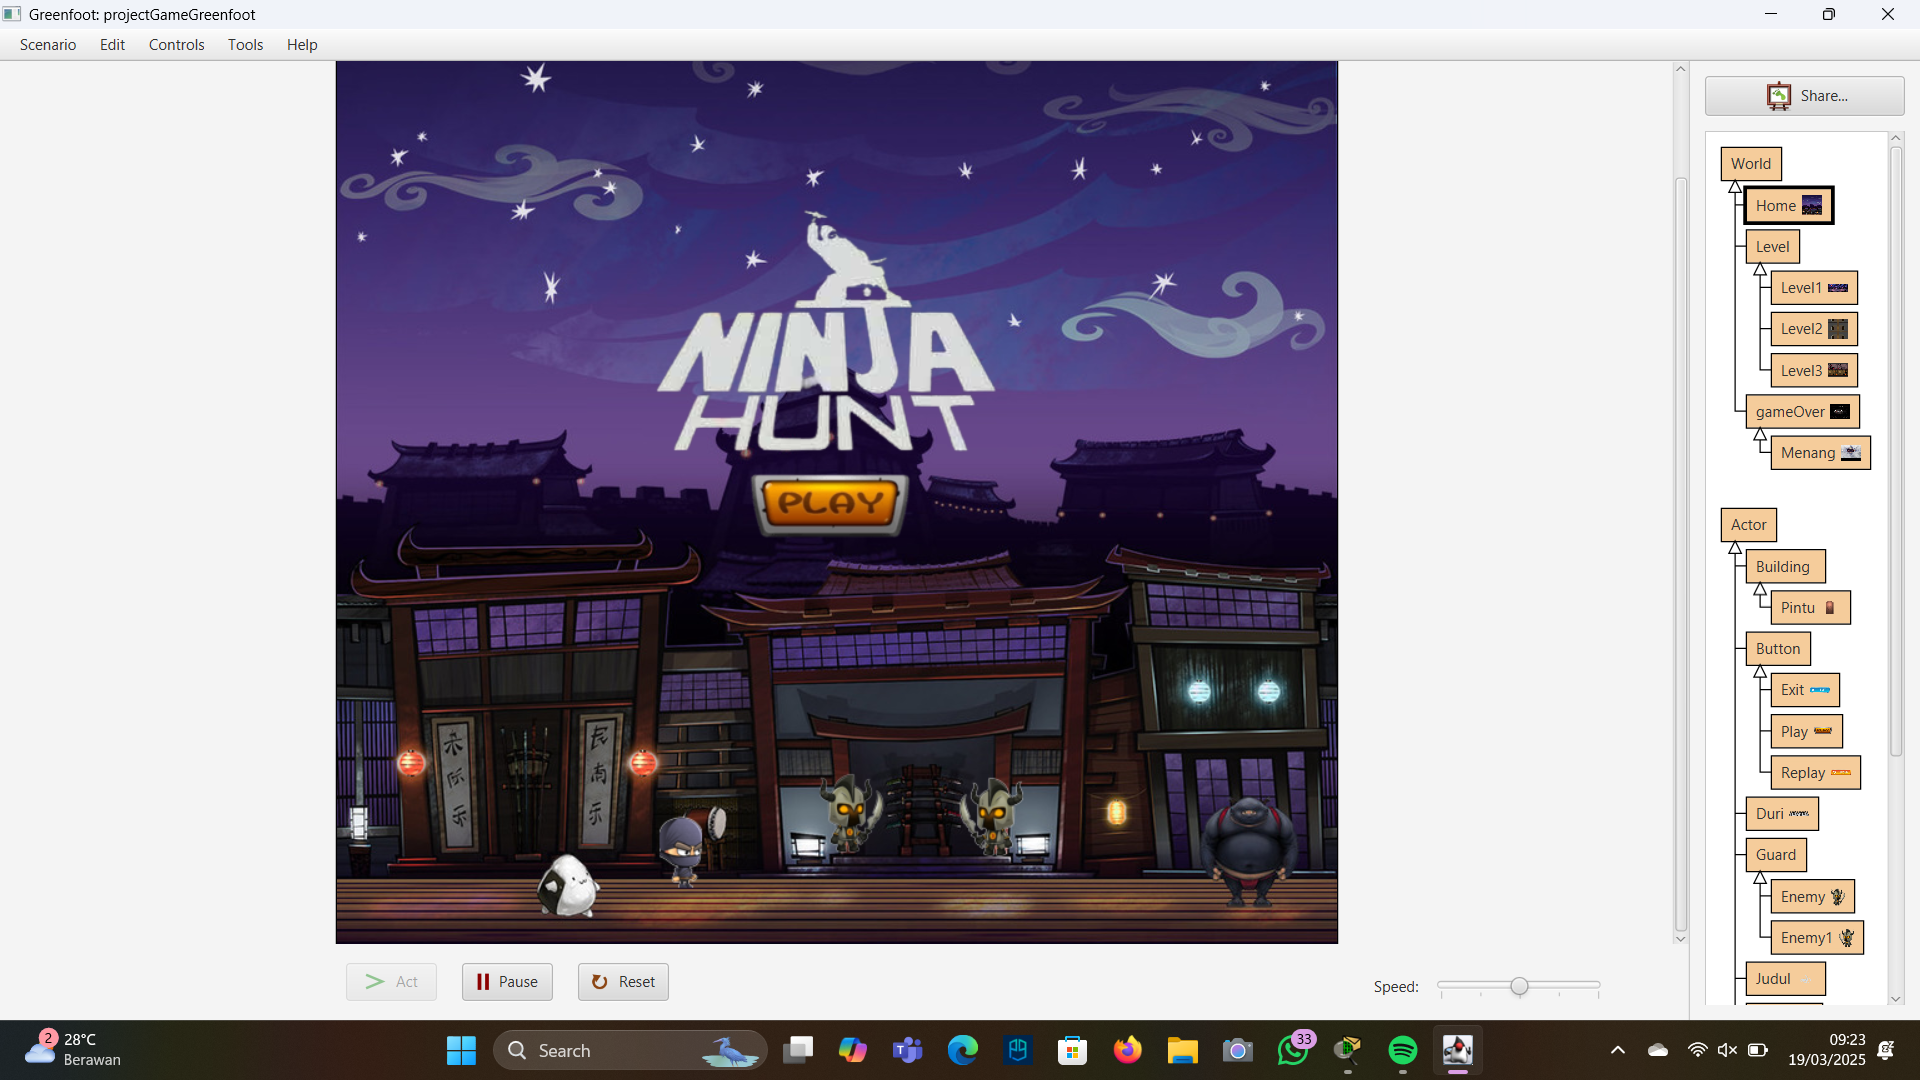 Greenfoot: projectGameGreenfoot
Scenario Edit Controls Tools Help
Share...
World
Home
Level
Level1
Level2
Level3
gameOver
Menang
NINJA
HUNT
PLAY
Actor
Building
Pintu
Button
Exit
Play
Replay
Duri
Guard
Enemy
Enemy1
Judul
Act Pause Reset Speed:
2
28°C
Berawan
Search
33
09:23
19/03/2025